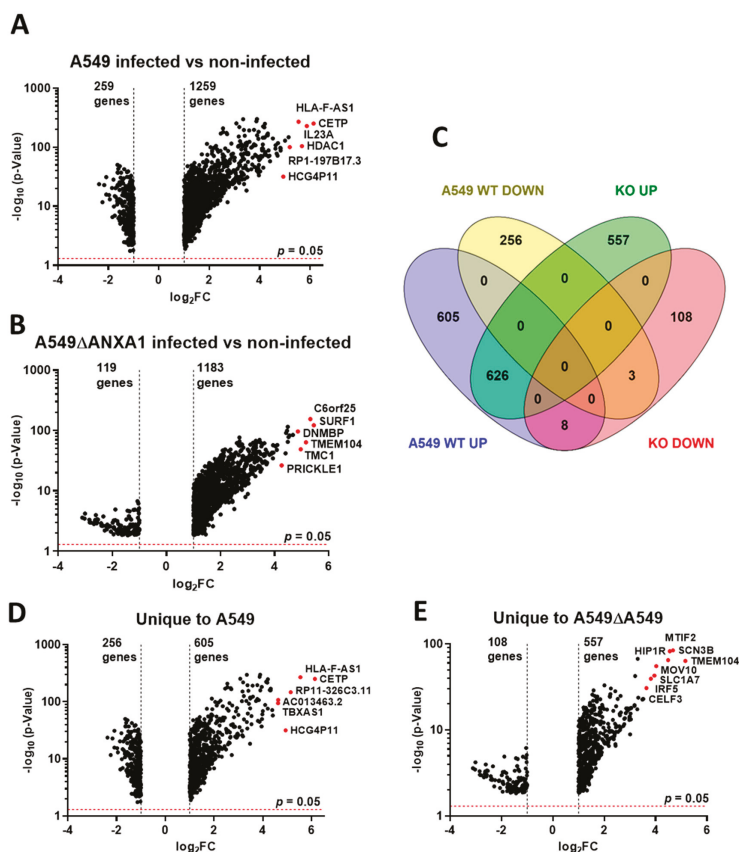 A
A549 infected vs non-infected
259
genes
1259
genes
HLA-F-AS1
CETP
IL23A
HDAC1
RP1-197B17.3
HCG4P11
1000
100
10
1
-log10 (p-Value)
p = 0.05
-4 -2 0 2 4 6
log2FC
B
A549ΔANXA1 infected vs non-infected
119
genes
1183
genes
C6orf25
SURF1
DNMBP
TMEM104
TMC1
PRICKLE1
1000
100
10
1
-log10 (p-Value)
p = 0.05
-4 -2 0 2 4 6
log2FC
C
A549 WT DOWN
KO UP
256
557
0
0
0
605
108
0
0
0
626
3
0
0
8
A549 WT UP
KO DOWN
D
Unique to A549
256
genes
605
genes
HLA-F-AS1
CETP
RP11-326C3.11
AC013463.2
TBXAS1
HCG4P11
1000
100
10
1
-log10 (p-Value)
p = 0.05
-4 -2 0 2 4 6
log2FC
E
Unique to A549ΔA549
108
genes
557
genes
MTIF2
HIP1R
SCN3B
TMEM104
MOV10
SLC1A7
IRF5
CELF3
100
10
1
-log10 (p-Value)
p = 0.05
-4 -2 0 2 4 6
log2FC